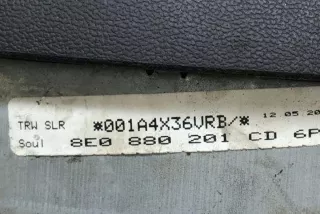 TRW SLR *001A4X36VRB/* 12 05 20
Soul 8E0 880 201 CD 6P